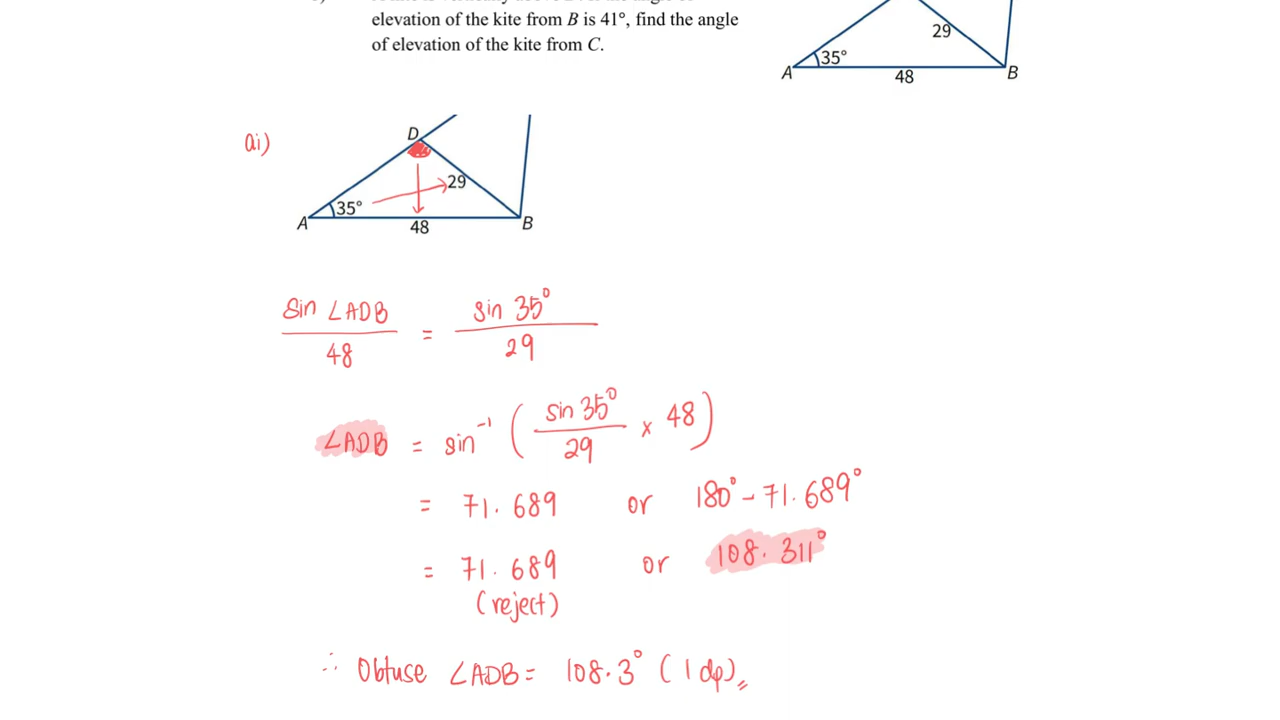 elevation of the kite from B is 41°, find the angle
of elevation of the kite from C.
29
35°
A
48
B
ai)
D
29
35°
A
48
B
sin ∠ADB / 48 = sin 35° / 29
∠ADB = sin⁻¹ ( sin 35° / 29 × 48 )
= 71.689 or 180° - 71.689°
= 71.689 or 108.311°
(reject)
∴ Obtuse ∠ADB = 108.3° (1 dp)